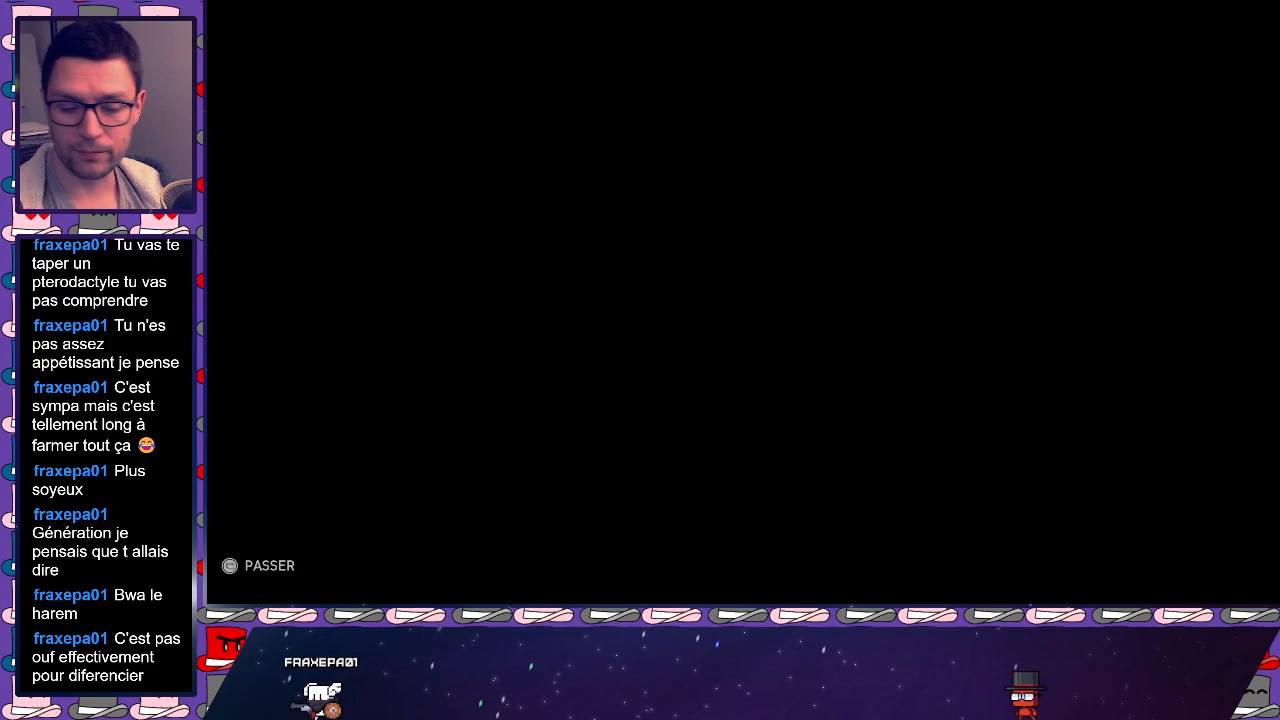 fraxepa01 Tu vas te
taper un
pterodactyle tu vas
pas comprendre
fraxepa01 Tu n'es
pas assez
appétissant je pense
fraxepa01 C'est
sympa mais c'est
tellement long à
farmer tout ça 😂
fraxepa01 Plus
soyeux
fraxepa01
Génération je
pensais que t allais
dire
fraxepa01 Bwa le
harem
fraxepa01 C'est pas
ouf effectivement
pour diferencier
PASSER
FRAXEPA01